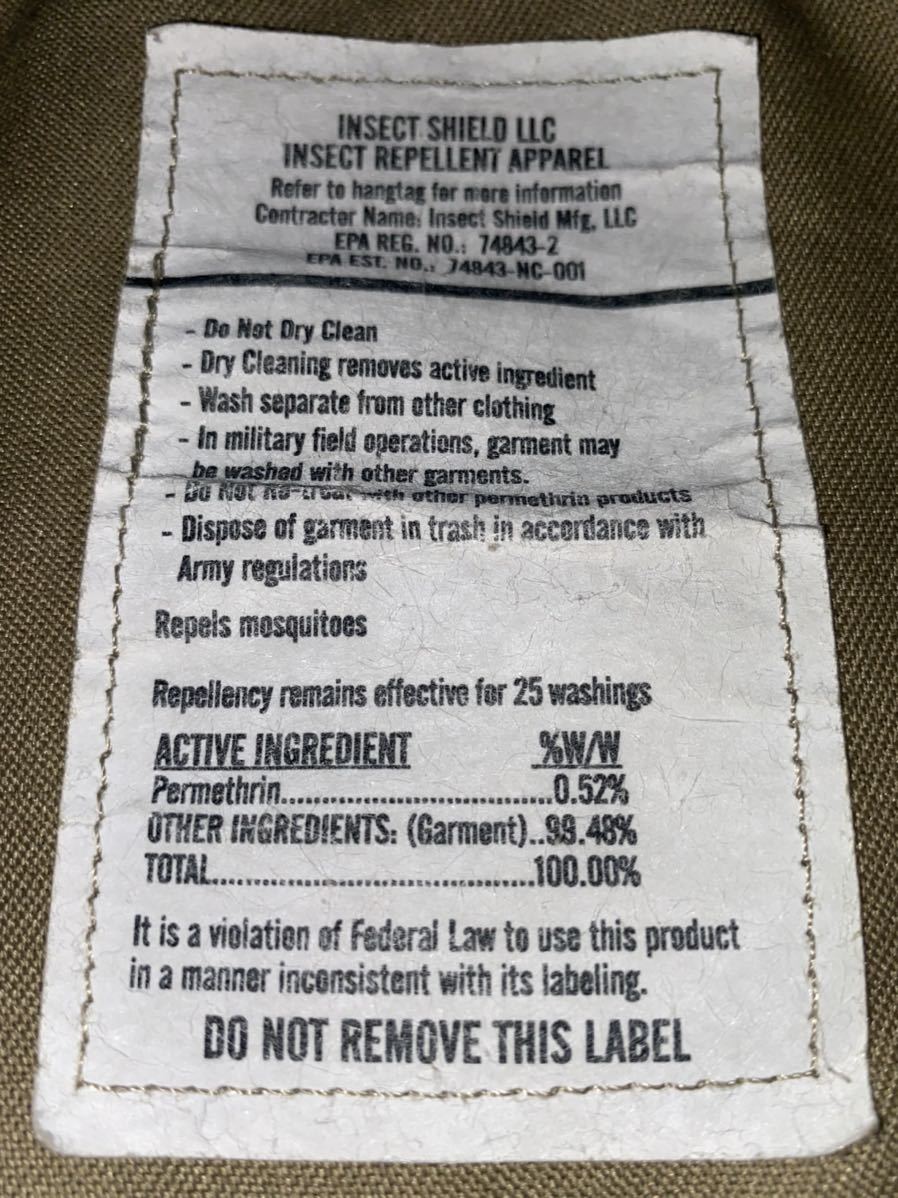 INSECT SHIELD LLC
INSECT REPELLENT APPAREL
Refer to hangtag for more information
Contractor Name: Insect Shield Mfg, LLC
EPA REG. NO.: 74843-2
EPA EST. NO.: 74843-NC-001
- Do Not Dry Clean
- Dry Cleaning removes active ingredient
- Wash separate from other clothing
- In military field operations, garment may
be washed with other garments.
- Do Not Re-treat with other permethrin products
- Dispose of garment in trash in accordance with
Army regulations
Repels mosquitoes
Repellency remains effective for 25 washings
ACTIVE INGREDIENT %W/W
Permethrin..................................0.52%
OTHER INGREDIENTS: (Garment)..99.48%
TOTAL........................................100.00%
It is a violation of Federal Law to use this product
in a manner inconsistent with its labeling.
DO NOT REMOVE THIS LABEL